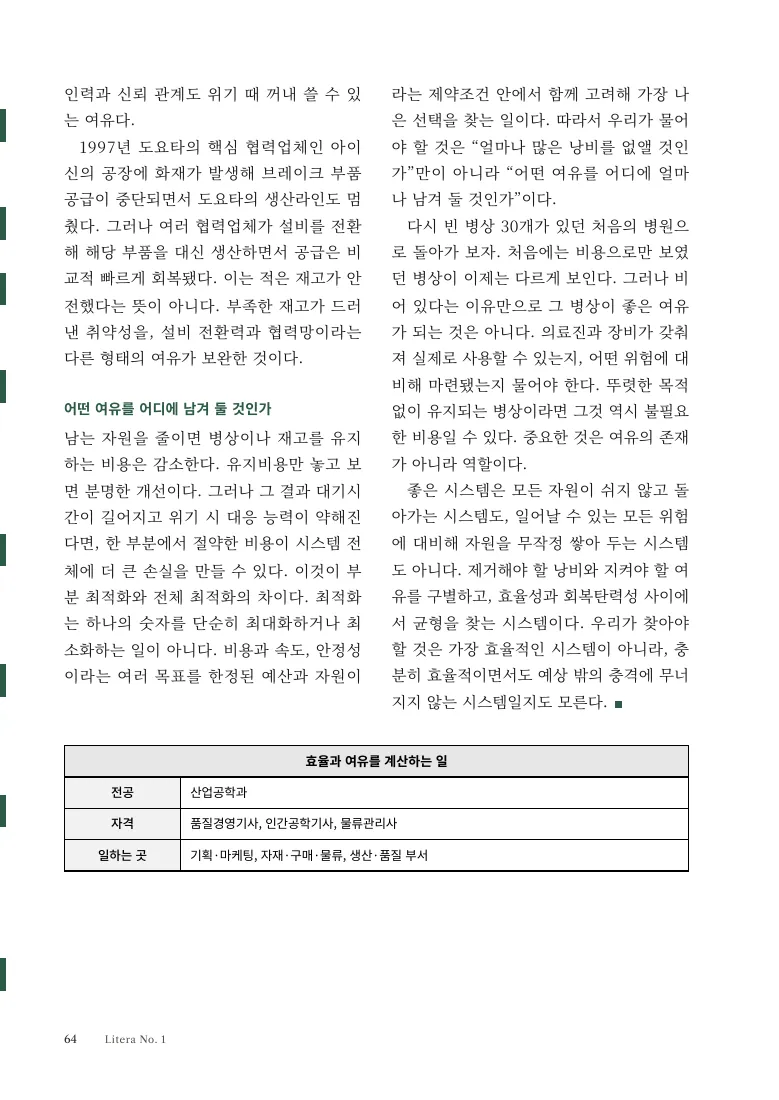 인력과 신뢰 관계도 위기 때 꺼내 쓸 수 있
는 여유다.
1997년 도요타의 핵심 협력업체인 아이
신의 공장에 화재가 발생해 브레이크 부품
공급이 중단되면서 도요타의 생산라인도 멈
췄다. 그러나 여러 협력업체가 설비를 전환
해 해당 부품을 대신 생산하면서 공급은 비
교적 빠르게 회복됐다. 이는 적은 재고가 안
전했다는 뜻이 아니다. 부족한 재고가 드러
낸 취약성을, 설비 전환력과 협력망이라는
다른 형태의 여유가 보완한 것이다.
어떤 여유를 어디에 남겨 둘 것인가
남는 자원을 줄이면 병상이나 재고를 유지
하는 비용은 감소한다. 유지비용만 놓고 보
면 분명한 개선이다. 그러나 그 결과 대기시
간이 길어지고 위기 시 대응 능력이 약해진
다면, 한 부분에서 절약한 비용이 시스템 전
체에 더 큰 손실을 만들 수 있다. 이것이 부
분 최적화와 전체 최적화의 차이다. 최적화
는 하나의 숫자를 단순히 최대화하거나 최
소화하는 일이 아니다. 비용과 속도, 안정성
이라는 여러 목표를 한정된 예산과 자원이
라는 제약조건 안에서 함께 고려해 가장 나
은 선택을 찾는 일이다. 따라서 우리가 물어
야 할 것은 “얼마나 많은 낭비를 없앨 것인
가”만이 아니라 “어떤 여유를 어디에 얼마
나 남겨 둘 것인가”이다.
다시 빈 병상 30개가 있던 처음의 병원으
로 돌아가 보자. 처음에는 비용으로만 보였
던 병상이 이제는 다르게 보인다. 그러나 비
어 있다는 이유만으로 그 병상이 좋은 여유
가 되는 것은 아니다. 의료진과 장비가 갖춰
져 실제로 사용할 수 있는지, 어떤 위험에 대
비해 마련됐는지 물어야 한다. 뚜렷한 목적
없이 유지되는 병상이라면 그것 역시 불필요
한 비용일 수 있다. 중요한 것은 여유의 존재
가 아니라 역할이다.
좋은 시스템은 모든 자원이 쉬지 않고 돌
아가는 시스템도, 일어날 수 있는 모든 위험
에 대비해 자원을 무작정 쌓아 두는 시스템
도 아니다. 제거해야 할 낭비와 지켜야 할 여
유를 구별하고, 효율성과 회복탄력성 사이에
서 균형을 찾는 시스템이다. 우리가 찾아야
할 것은 가장 효율적인 시스템이 아니라, 충
분히 효율적이면서도 예상 밖의 충격에 무너
지지 않는 시스템일지도 모른다. ■
효율과 여유를 계산하는 일
전공 산업공학과
자격 품질경영기사, 인간공학기사, 물류관리사
일하는 곳 기획·마케팅, 자재·구매·물류, 생산·품질 부서
64 Litera No. 1